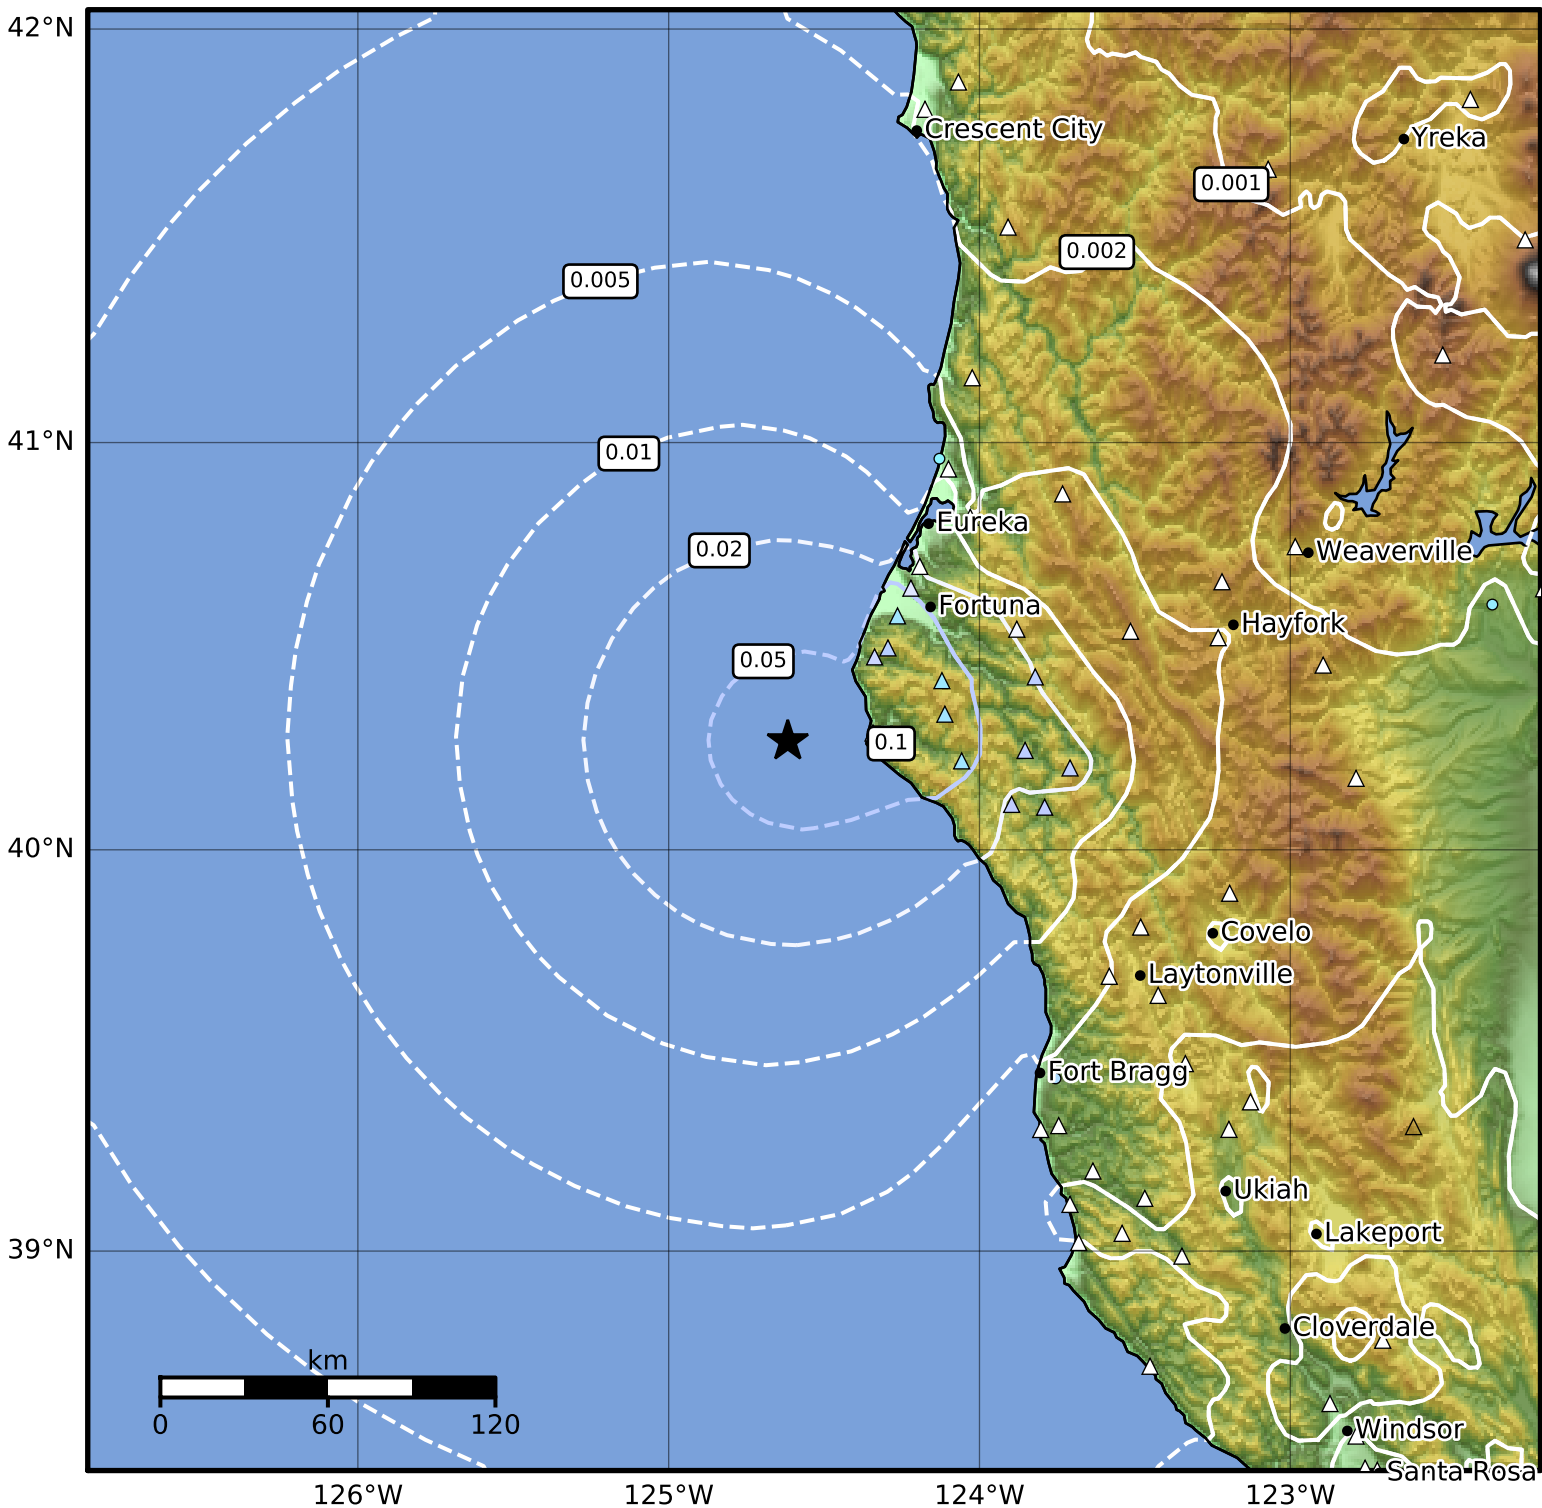 42°N
Crescent City
Yreka
0.001
0.002
0.005
41°N
0.01
Eureka
0.02
Weaverville
Fortuna
Hayfork
0.05
0.1
40°N
Covelo
Laytonville
Fort Bragg
Ukiah
Lakeport
39°N
Cloverdale
km
0 60 120
Windsor
Santa Rosa
126°W 125°W 124°W 123°W